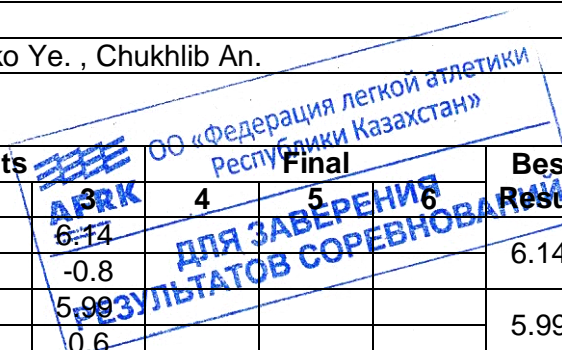 ko Ye. , Chukhlib An.
ОО «Федерация легкой атлетики
Республики Казахстан»
AFRK
ДЛЯ ЗАВЕРЕНИЯ
РЕЗУЛЬТАТОВ СОРЕВНОВАНИЙ
ts Final Bes
3 4 5 6 Resu
6.14 6.14
-0.8
5.99 5.99
0.6